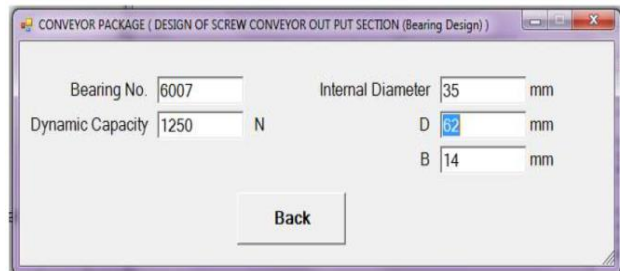 CONVEYOR PACKAGE ( DESIGN OF SCREW CONVEYOR OUT PUT SECTION (Bearing Design) )
Bearing No. 6007 Internal Diameter 35 mm
Dynamic Capacity 1250 N D 62 mm
B 14 mm
Back